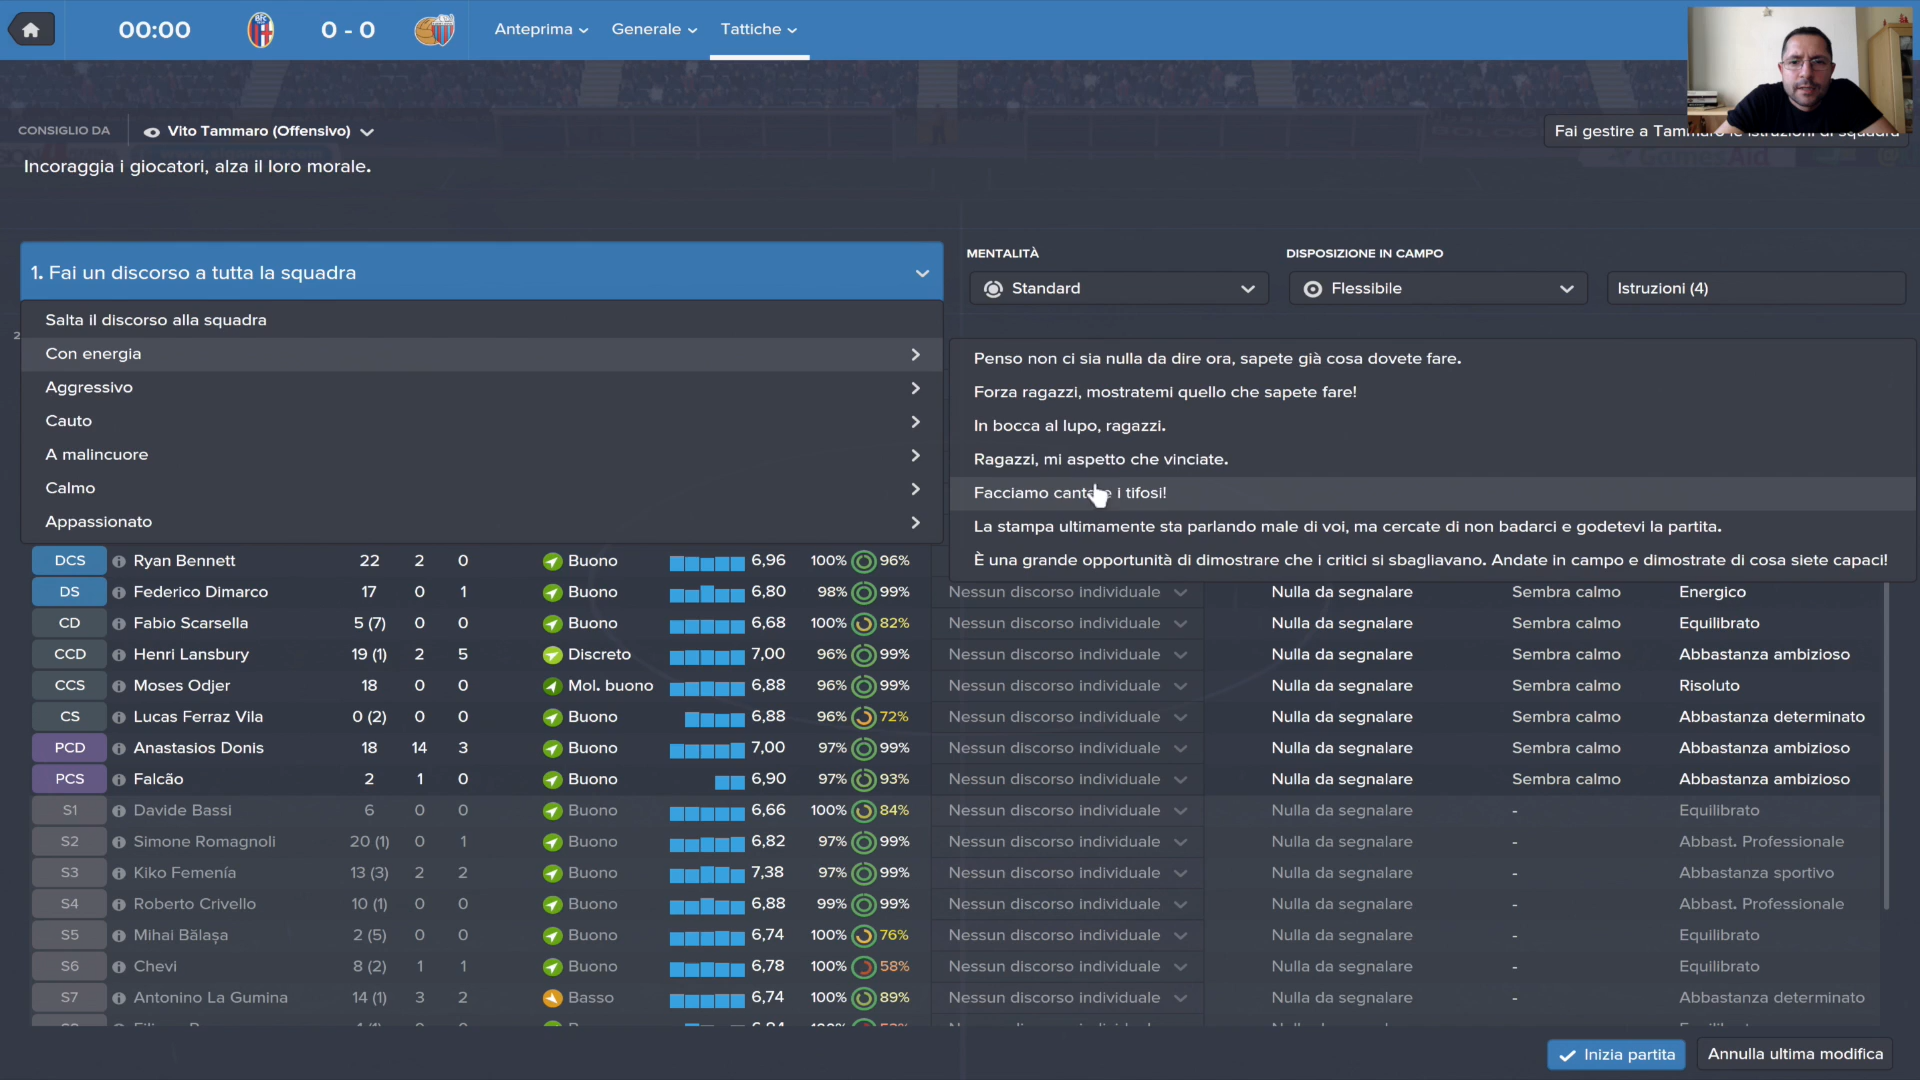 00:00 0 - 0 Anteprima Generale Tattiche
CONSIGLIO DA Vito Tammaro (Offensivo)
Incoraggia i giocatori, alza il loro morale.
1. Fai un discorso a tutta la squadra
Salta il discorso alla squadra
Con energia
Aggressivo
Cauto
A malincuore
Calmo
Appassionato
MENTALITÀ DISPOSIZIONE IN CAMPO
Standard Flessibile Istruzioni (4)
Penso non ci sia nulla da dire ora, sapete già cosa dovete fare.
Forza ragazzi, mostratemi quello che sapete fare!
In bocca al lupo, ragazzi.
Ragazzi, mi aspetto che vinciate.
Facciamo cantare i tifosi!
La stampa ultimamente sta parlando male di voi, ma cercate di non badarci e godetevi la partita.
È una grande opportunità di dimostrare che i critici si sbagliavano. Andate in campo e dimostrate di cosa siete capaci!
DCS Ryan Bennett 22 2 0 Buono 6,96 100% 96%
DS Federico Dimarco 17 0 1 Buono 6,80 98% 99% Nessun discorso individuale Nulla da segnalare Sembra calmo Energico
CD Fabio Scarsella 5 (7) 0 0 Buono 6,68 100% 82% Nessun discorso individuale Nulla da segnalare Sembra calmo Equilibrato
CCD Henri Lansbury 19 (1) 2 5 Discreto 7,00 96% 99% Nessun discorso individuale Nulla da segnalare Sembra calmo Abbastanza ambizioso
CCS Moses Odjer 18 0 0 Mol. buono 6,88 96% 99% Nessun discorso individuale Nulla da segnalare Sembra calmo Risoluto
CS Lucas Ferraz Vila 0 (2) 0 0 Buono 6,88 96% 72% Nessun discorso individuale Nulla da segnalare Sembra calmo Abbastanza determinato
PCD Anastasios Donis 18 14 3 Buono 7,00 97% 99% Nessun discorso individuale Nulla da segnalare Sembra calmo Abbastanza ambizioso
PCS Falcão 2 1 0 Buono 6,90 97% 93% Nessun discorso individuale Nulla da segnalare Sembra calmo Abbastanza ambizioso
S1 Davide Bassi 6 0 0 Buono 6,66 100% 84% Nessun discorso individuale Nulla da segnalare - Equilibrato
S2 Simone Romagnoli 20 (1) 0 1 Buono 6,82 97% 99% Nessun discorso individuale Nulla da segnalare - Abbast. Professionale
S3 Kiko Femenía 13 (3) 2 2 Buono 7,38 97% 99% Nessun discorso individuale Nulla da segnalare - Abbastanza sportivo
S4 Roberto Crivello 10 (1) 0 0 Buono 6,88 99% 99% Nessun discorso individuale Nulla da segnalare - Abbast. Professionale
S5 Mihai Bălaşa 2 (5) 0 0 Buono 6,74 100% 76% Nessun discorso individuale Nulla da segnalare - Equilibrato
S6 Chevi 8 (2) 1 1 Buono 6,78 100% 58% Nessun discorso individuale Nulla da segnalare - Equilibrato
S7 Antonino La Gumina 14 (1) 3 2 Basso 6,74 100% 89% Nessun discorso individuale Nulla da segnalare - Abbastanza determinato
Inizia partita Annulla ultima modifica